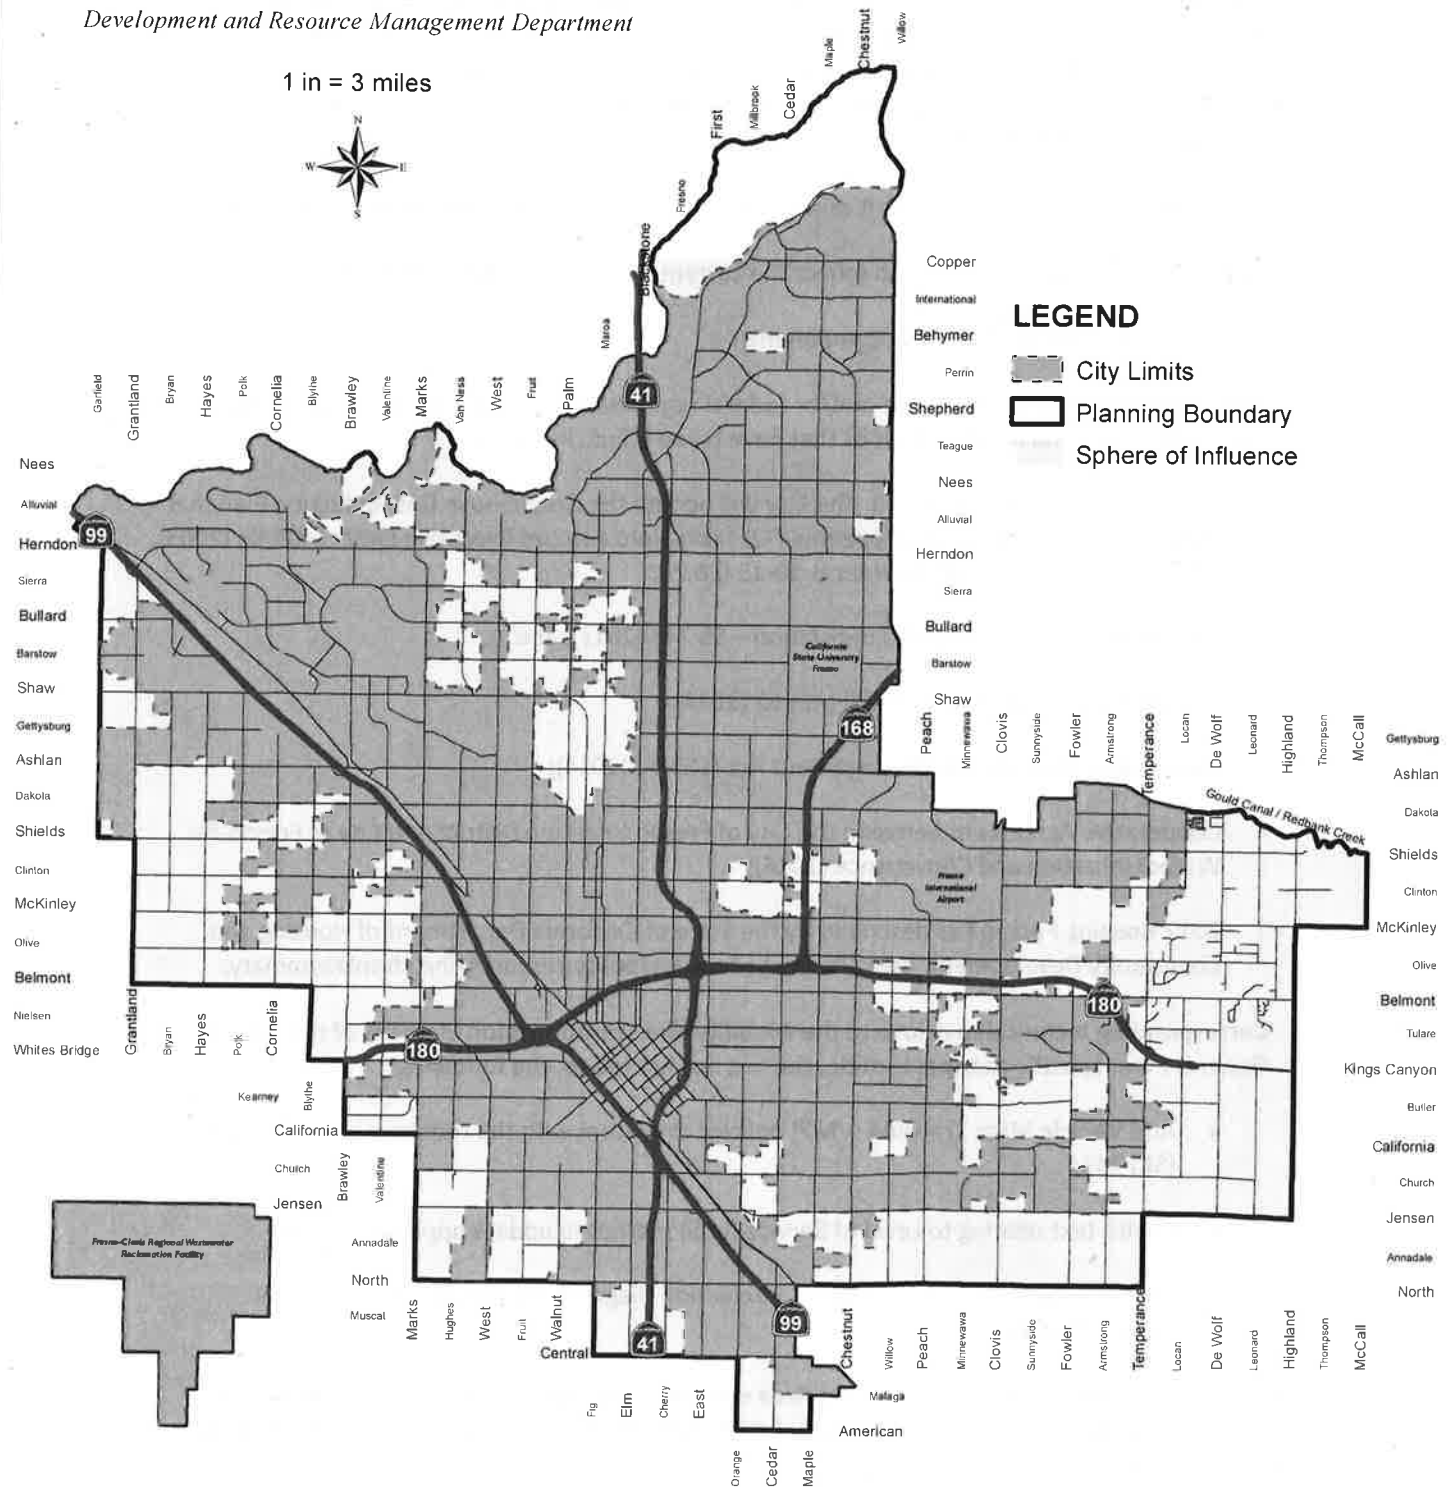 Development and Resource Management Department
1 in = 3 miles
N
W
E
S
Blackstone
Fresno
First
Millbrook
Cedar
Maple
Chestnut
Willow
Copper
International
Behymer
Perrin
Shepherd
Teague
Nees
Alluvial
Herndon
Sierra
Bullard
Barstow
Shaw
LEGEND
City Limits
Planning Boundary
Sphere of Influence
Garfield
Grantland
Bryan
Hayes
Polk
Cornelia
Blythe
Brawley
Valentine
Marks
Van Ness
West
Fruit
Palm
Maroa
41
Nees
Alluvial
Herndon
Sierra
Bullard
Barstow
Shaw
Gettysburg
Ashlan
Dakota
Shields
Clinton
McKinley
Olive
Belmont
Nielsen
Whites Bridge
99
California
State University
Fresno
168
Peach
Minnewawa
Clovis
Sunnyside
Fowler
Armstrong
Temperance
Locan
De Wolf
Leonard
Highland
Thompson
McCall
Gettysburg
Ashlan
Dakota
Shields
Clinton
McKinley
Olive
Belmont
Tulare
Kings Canyon
Butler
California
Church
Jensen
Annadale
North
Gould Canal / Redbank Creek
Fresno
International
Airport
180
180
Grantland
Bryan
Hayes
Polk
Cornelia
Kearney
Blythe
California
Church
Jensen
Brawley
Valentine
Annadale
North
Muscat
Fresno-Clovis Regional Wastewater
Reclamation Facility
Marks
Hughes
West
Fruit
Walnut
Central
41
99
Fig
Elm
Cherry
East
Orange
Cedar
Maple
American
Malaga
Chestnut
Willow
Peach
Minnewawa
Clovis
Sunnyside
Fowler
Armstrong
Temperance
Locan
De Wolf
Leonard
Highland
Thompson
McCall